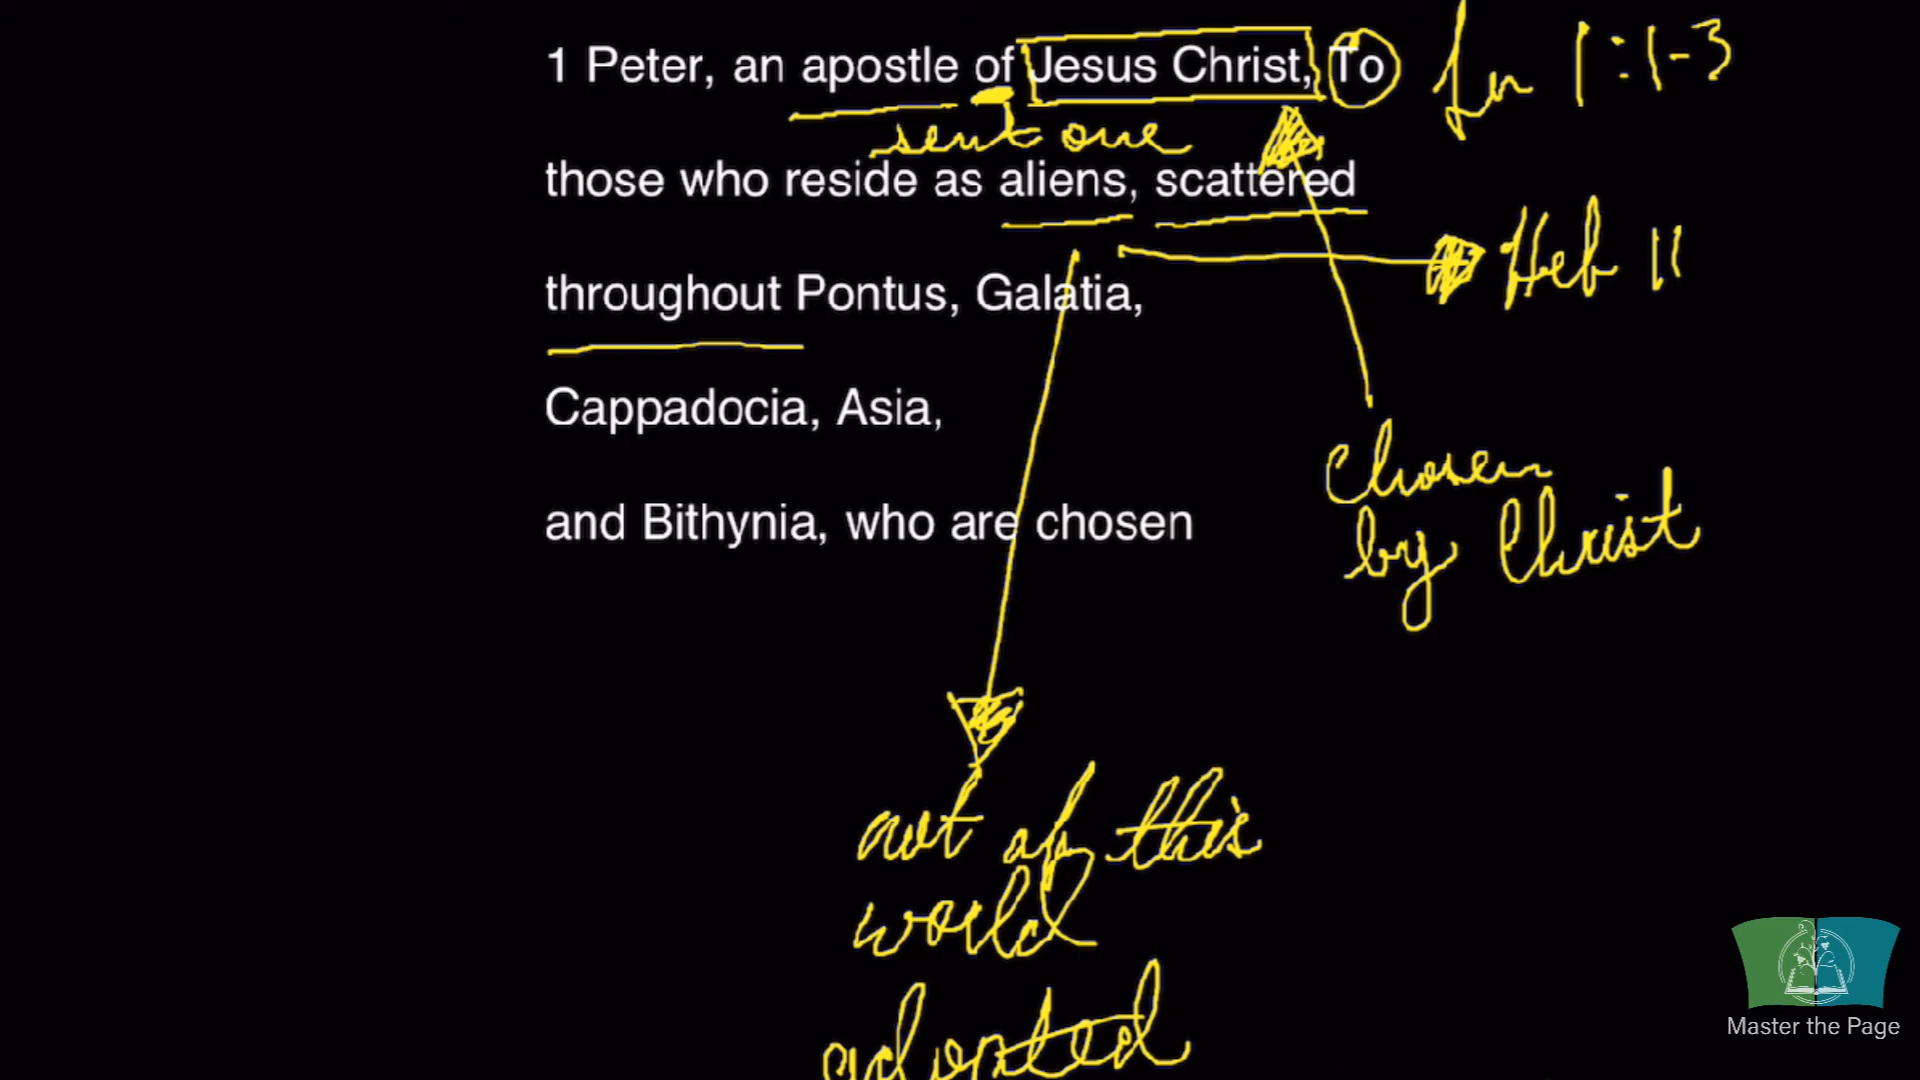 1 Peter, an apostle of Jesus Christ, To
Jn 1:1-3
sent one
those who reside as aliens, scattered
Heb 11
throughout Pontus, Galatia,
Cappadocia, Asia,
and Bithynia, who are chosen
chosen
by Christ
not of this
world
adopted
Master the Page